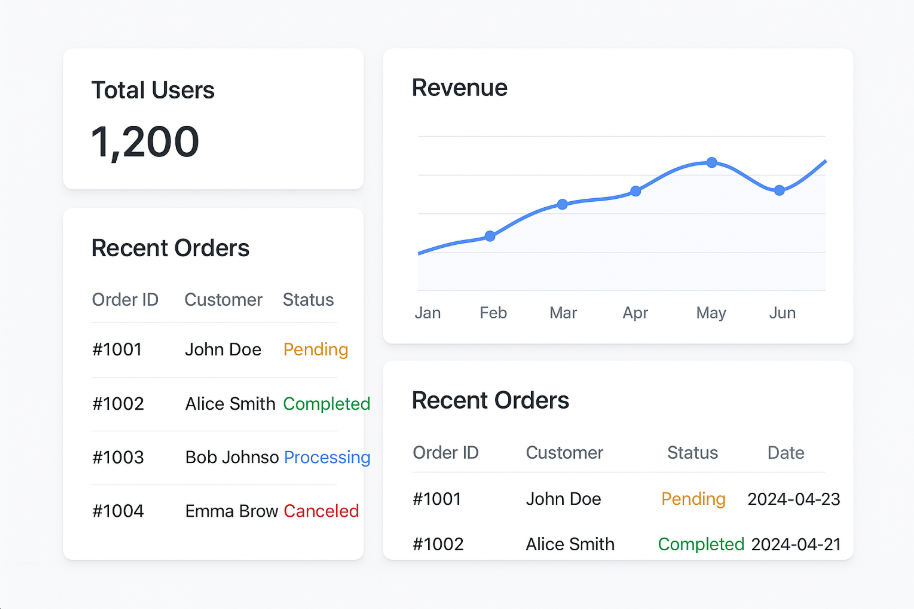 Total Users
1,200
Recent Orders
Order ID Customer Status
#1001 John Doe Pending
#1002 Alice Smith Completed
#1003 Bob Johnso Processing
#1004 Emma Brow Canceled
Revenue
Jan Feb Mar Apr May Jun
Recent Orders
Order ID Customer Status Date
#1001 John Doe Pending 2024-04-23
#1002 Alice Smith Completed 2024-04-21